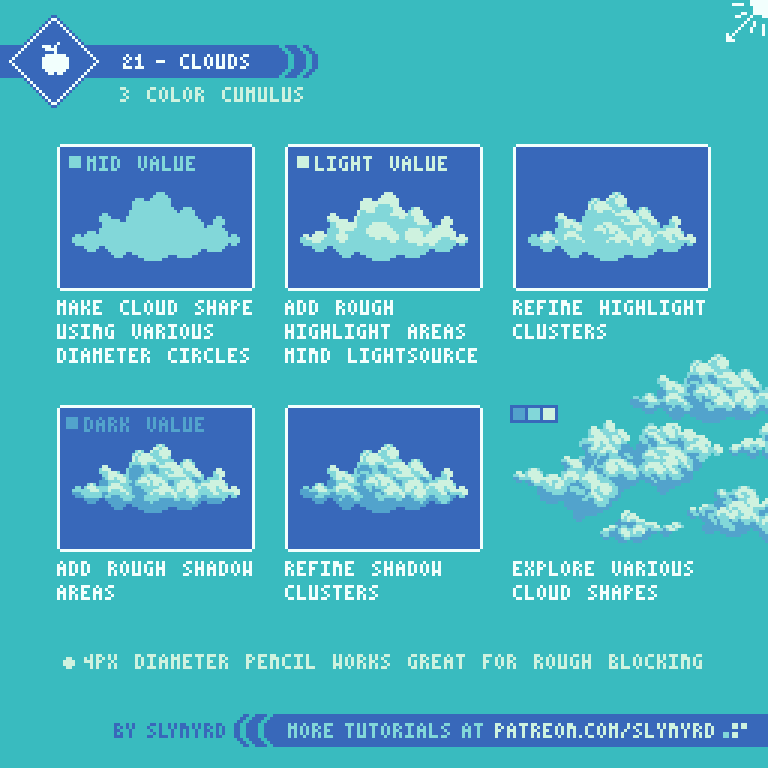 21 - CLOUDS
3 COLOR CUMULUS
MID VALUE
LIGHT VALUE
MAKE CLOUD SHAPE
USING VARIOUS
DIAMETER CIRCLES
ADD ROUGH
HIGHLIGHT AREAS
MIND LIGHTSOURCE
REFINE HIGHLIGHT
CLUSTERS
DARK VALUE
ADD ROUGH SHADOW
AREAS
REFINE SHADOW
CLUSTERS
EXPLORE VARIOUS
CLOUD SHAPES
4PX DIAMETER PENCIL WORKS GREAT FOR ROUGH BLOCKING
BY SLYNYRD
MORE TUTORIALS AT PATREON.COM/SLYNYRD